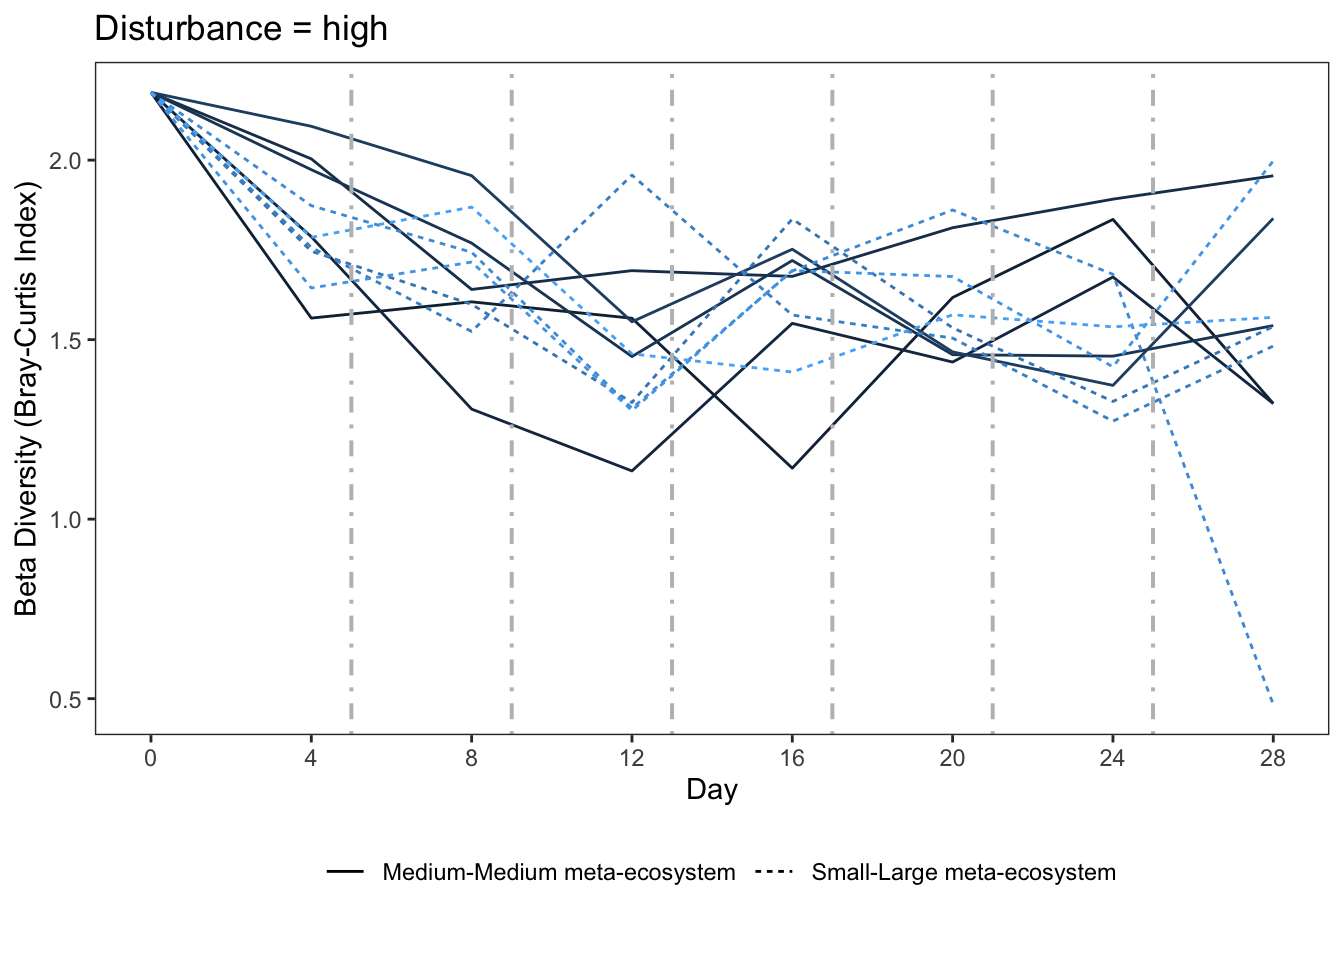 Disturbance = high
Beta Diversity (Bray-Curtis Index)
2.0
1.5
1.0
0.5
0 4 8 12 16 20 24 28
Day
Medium-Medium meta-ecosystem Small-Large meta-ecosystem